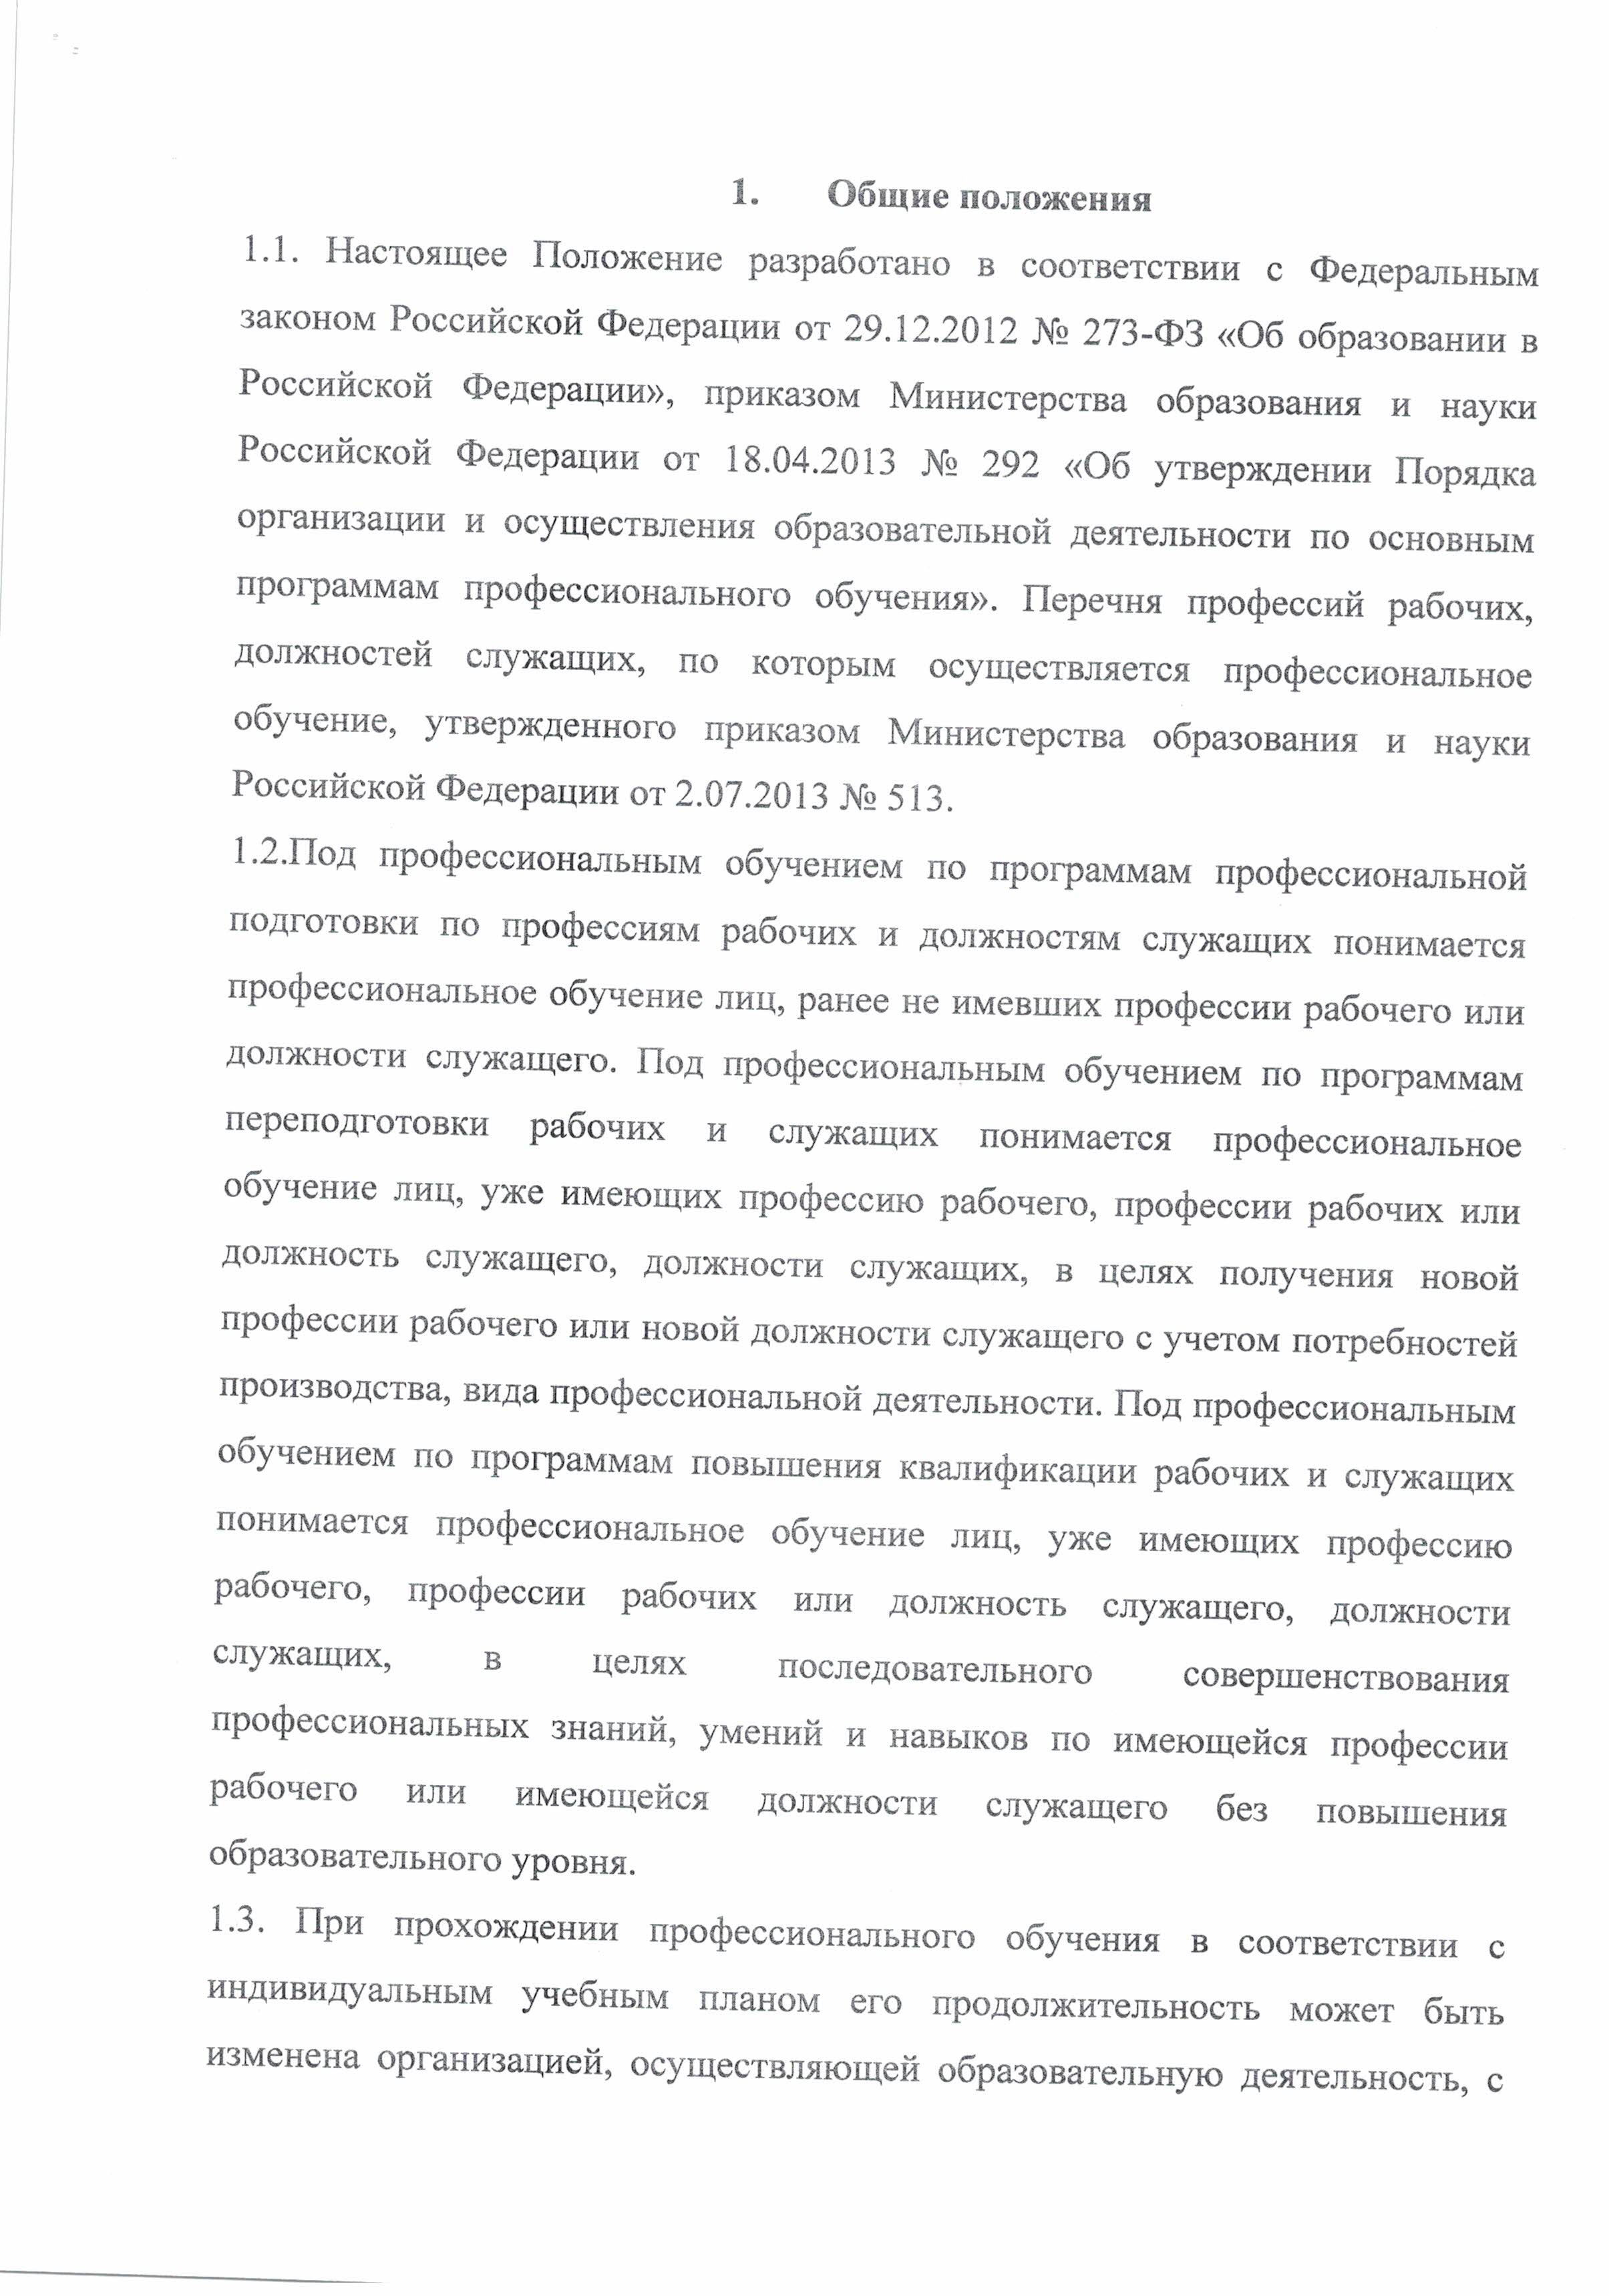 1. Общие положения
1.1. Настоящее Положение разработано в соответствии с Федеральным
законом Российской Федерации от 29.12.2012 № 273-ФЗ «Об образовании в
Российской Федерации», приказом Министерства образования и науки
Российской Федерации от 18.04.2013 № 292 «Об утверждении Порядка
организации и осуществления образовательной деятельности по основным
программам профессионального обучения». Перечня профессий рабочих,
должностей служащих, по которым осуществляется профессиональное
обучение, утвержденного приказом Министерства образования и науки
Российской Федерации от 2.07.2013 № 513.
1.2.Под профессиональным обучением по программам профессиональной
подготовки по профессиям рабочих и должностям служащих понимается
профессиональное обучение лиц, ранее не имевших профессии рабочего или
должности служащего. Под профессиональным обучением по программам
переподготовки рабочих и служащих понимается профессиональное
обучение лиц, уже имеющих профессию рабочего, профессии рабочих или
должность служащего, должности служащих, в целях получения новой
профессии рабочего или новой должности служащего с учетом потребностей
производства, вида профессиональной деятельности. Под профессиональным
обучением по программам повышения квалификации рабочих и служащих
понимается профессиональное обучение лиц, уже имеющих профессию
рабочего, профессии рабочих или должность служащего, должности
служащих, в целях последовательного совершенствования
профессиональных знаний, умений и навыков по имеющейся профессии
рабочего или имеющейся должности служащего без повышения
образовательного уровня.
1.3. При прохождении профессионального обучения в соответствии с
индивидуальным учебным планом его продолжительность может быть
изменена организацией, осуществляющей образовательную деятельность, с